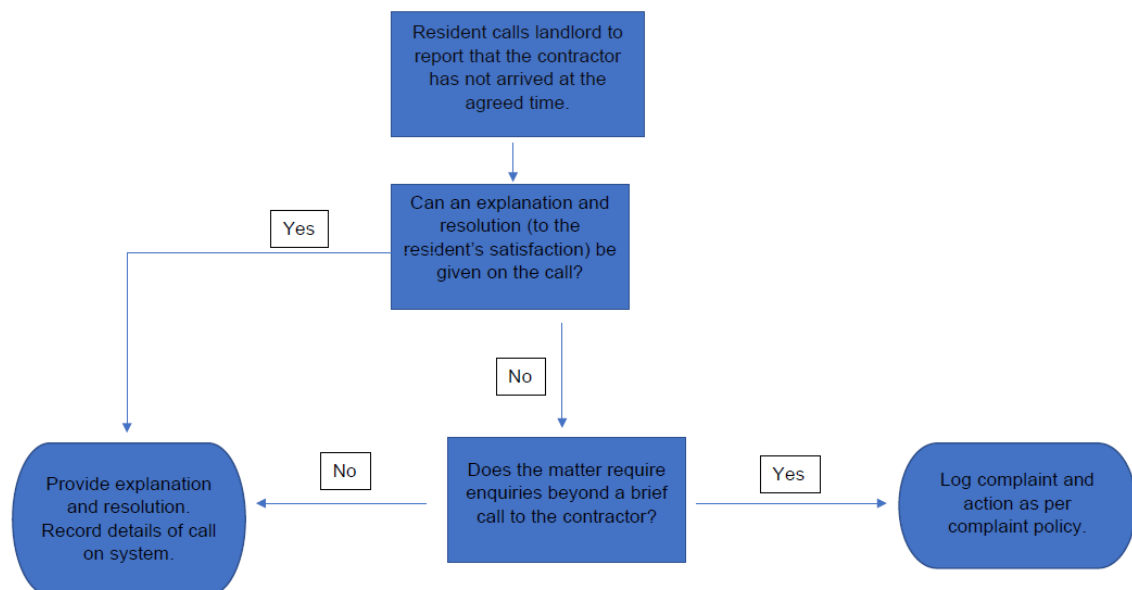 Resident calls landlord to
report that the contractor
has not arrived at the
agreed time.
Can an explanation and
resolution (to the
resident’s satisfaction) be
given on the call?
Yes
No
Does the matter require
enquiries beyond a brief
call to the contractor?
No
Yes
Provide explanation
and resolution.
Record details of call
on system.
Log complaint and
action as per
complaint policy.